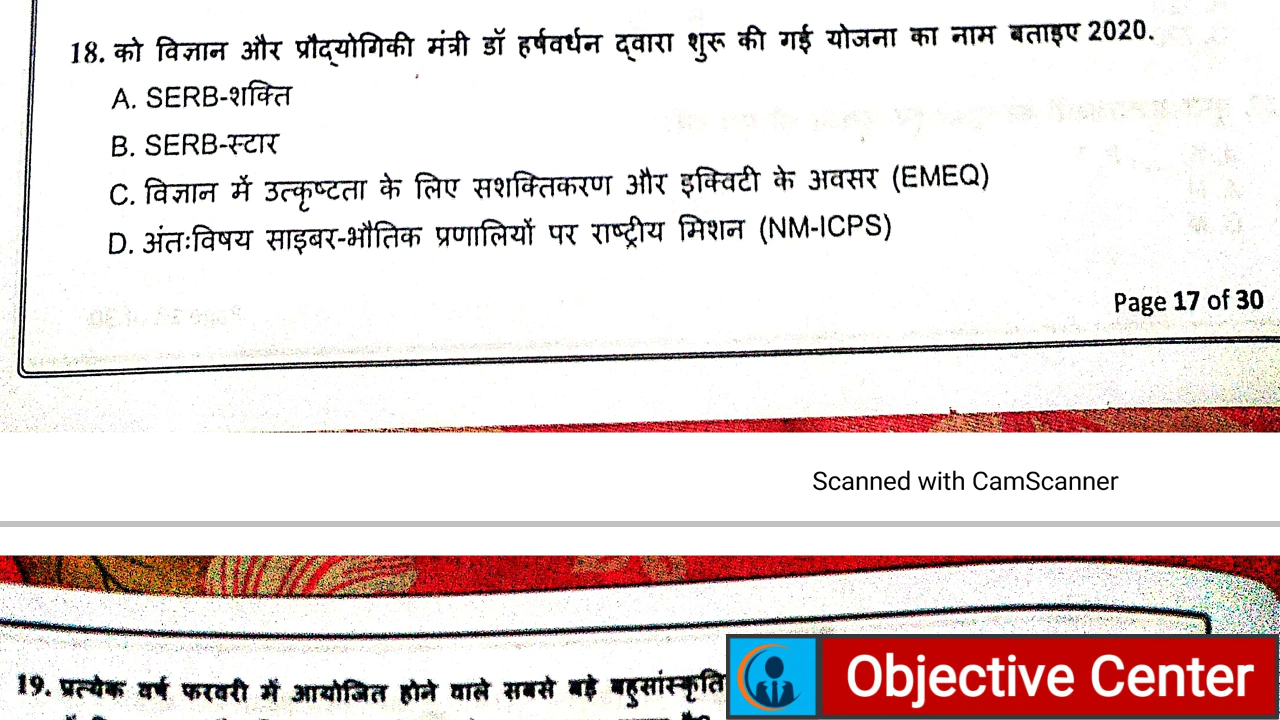 18. को विज्ञान और प्रौद्योगिकी मंत्री डॉ हर्षवर्धन द्वारा शुरू की गई योजना का नाम बताइए 2020.
A. SERB-शक्ति
B. SERB-स्टार
C. विज्ञान में उत्कृष्टता के लिए सशक्तिकरण और इक्विटी के अवसर (EMEQ)
D. अंतःविषय साइबर-भौतिक प्रणालियों पर राष्ट्रीय मिशन (NM-ICPS)
Page 17 of 30
Scanned with CamScanner
19. प्रत्येक वर्ष फरवरी में आयोजित होने वाले सबसे बड़े बहुसांस्कृति
Objective Center